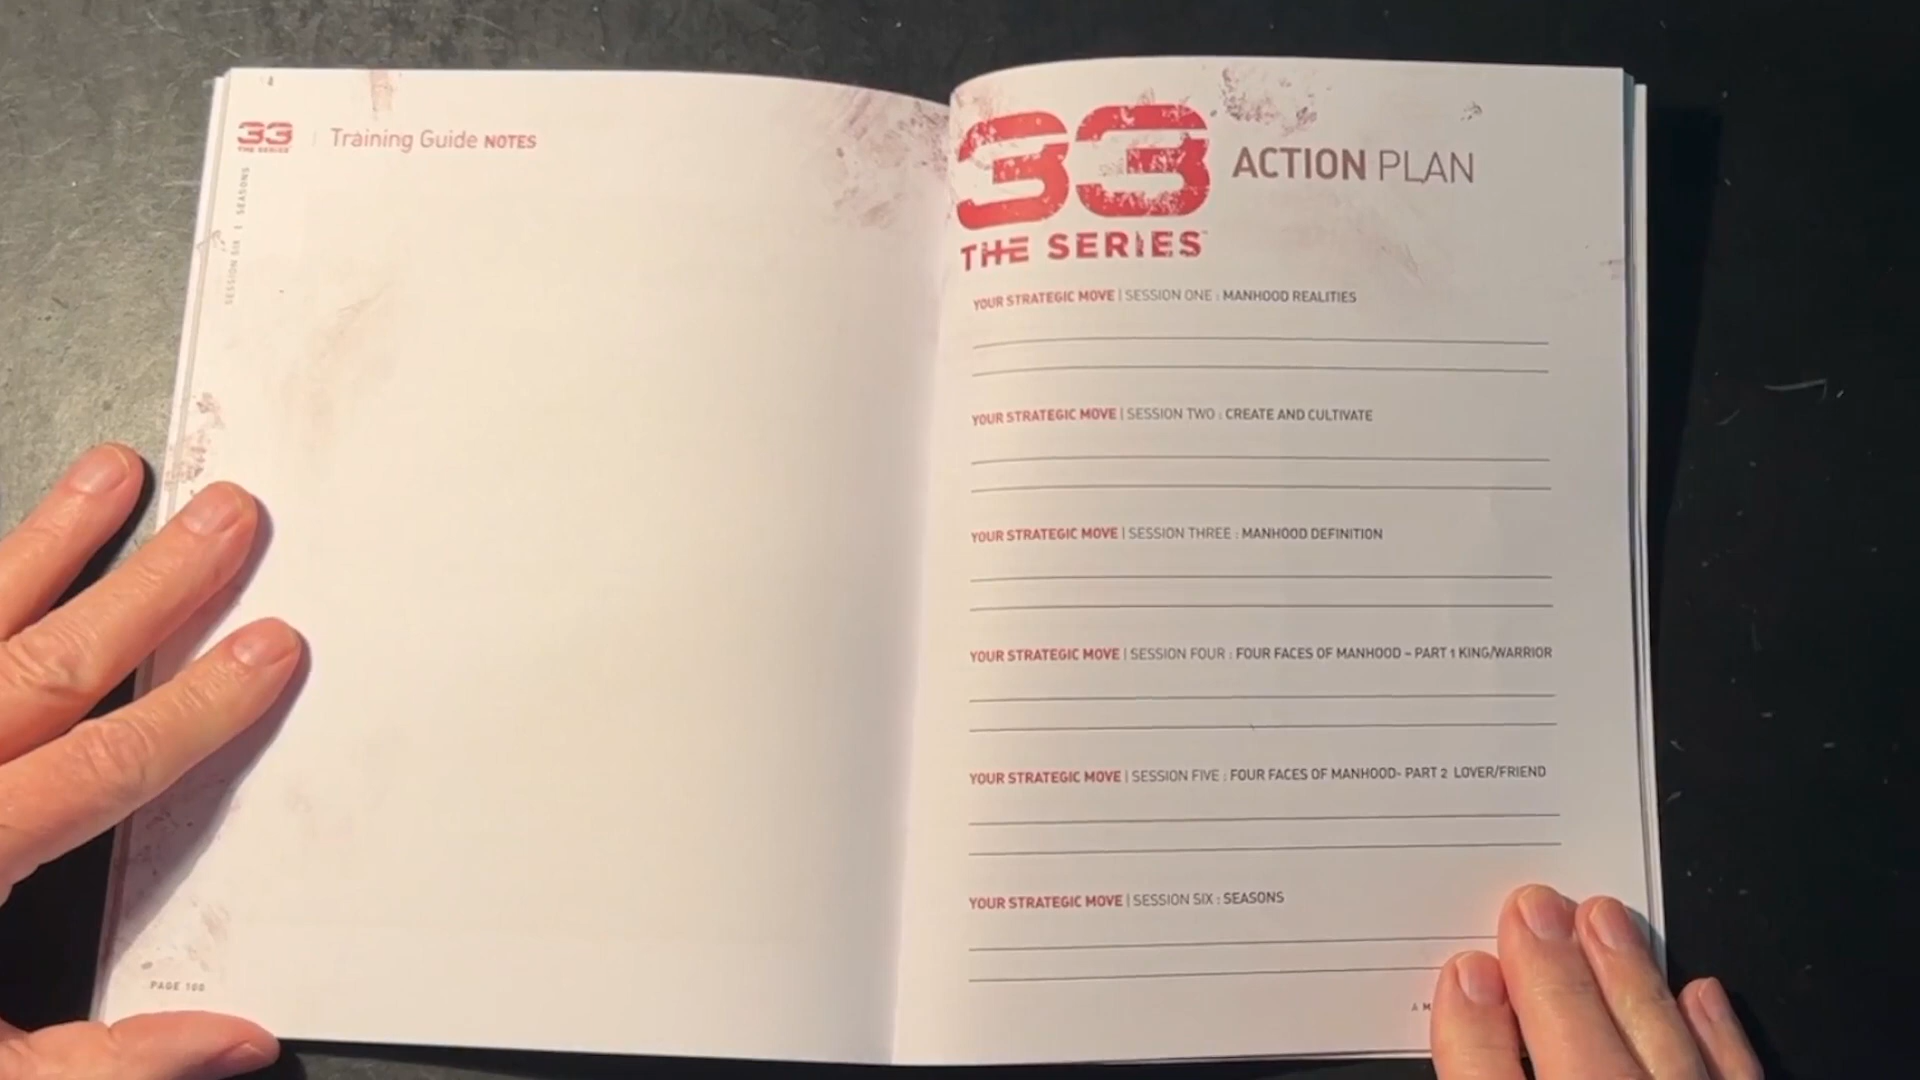 33
THE SERIES
Training Guide NOTES
SESSION SIX | SEASONS
PAGE 100
33
THE SERIES™
ACTION PLAN
YOUR STRATEGIC MOVE | SESSION ONE : MANHOOD REALITIES
YOUR STRATEGIC MOVE | SESSION TWO : CREATE AND CULTIVATE
YOUR STRATEGIC MOVE | SESSION THREE : MANHOOD DEFINITION
YOUR STRATEGIC MOVE | SESSION FOUR : FOUR FACES OF MANHOOD – PART 1 KING/WARRIOR
YOUR STRATEGIC MOVE | SESSION FIVE : FOUR FACES OF MANHOOD- PART 2 LOVER/FRIEND
YOUR STRATEGIC MOVE | SESSION SIX : SEASONS
A